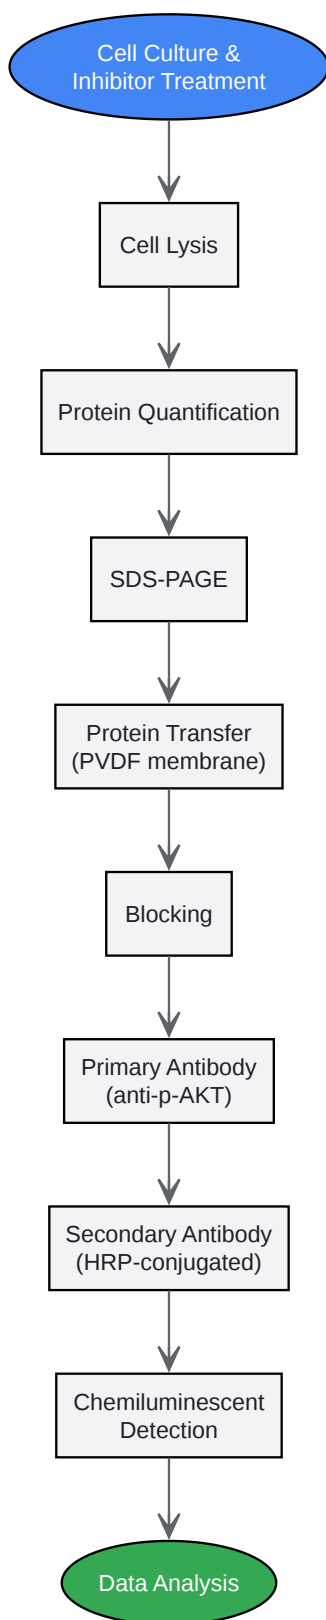 Cell Culture &
Inhibitor Treatment
Cell Lysis
Protein Quantification
SDS-PAGE
Protein Transfer
(PVDF membrane)
Blocking
Primary Antibody
(anti-p-AKT)
Secondary Antibody
(HRP-conjugated)
Chemiluminescent
Detection
Data Analysis